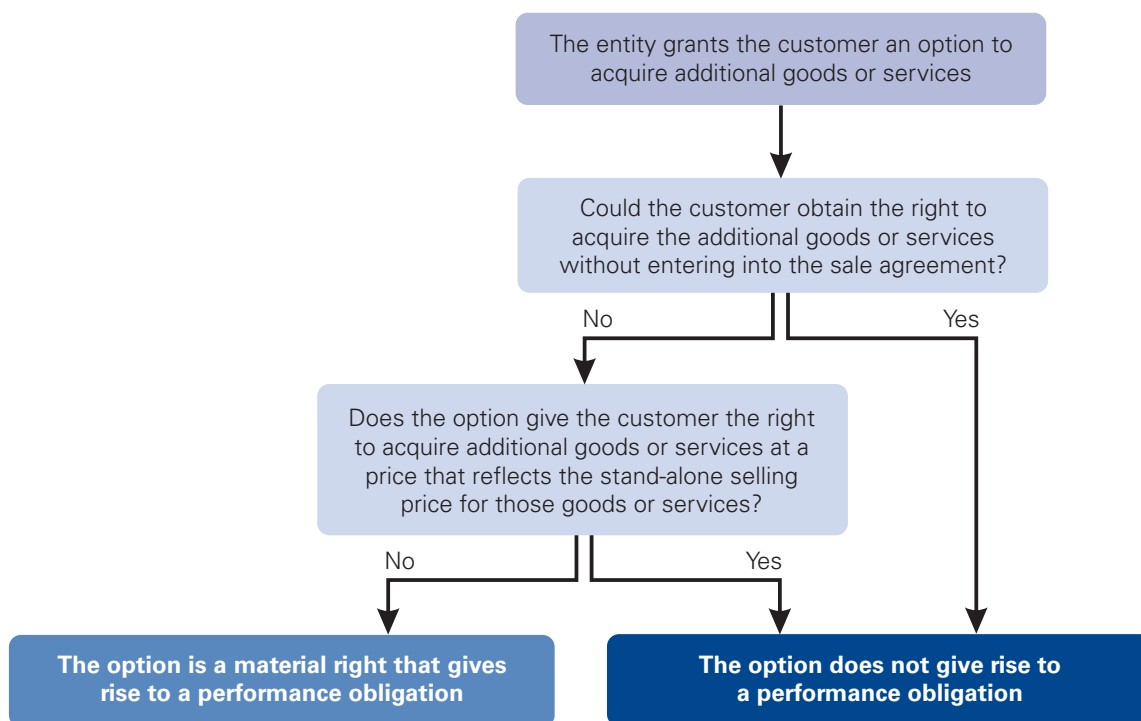 The entity grants the customer an option to
acquire additional goods or services
Could the customer obtain the right to
acquire the additional goods or services
without entering into the sale agreement?
No
Yes
Does the option give the customer the right
to acquire additional goods or services at a
price that reflects the stand-alone selling
price for those goods or services?
No
Yes
The option is a material right that gives
rise to a performance obligation
The option does not give rise to
a performance obligation